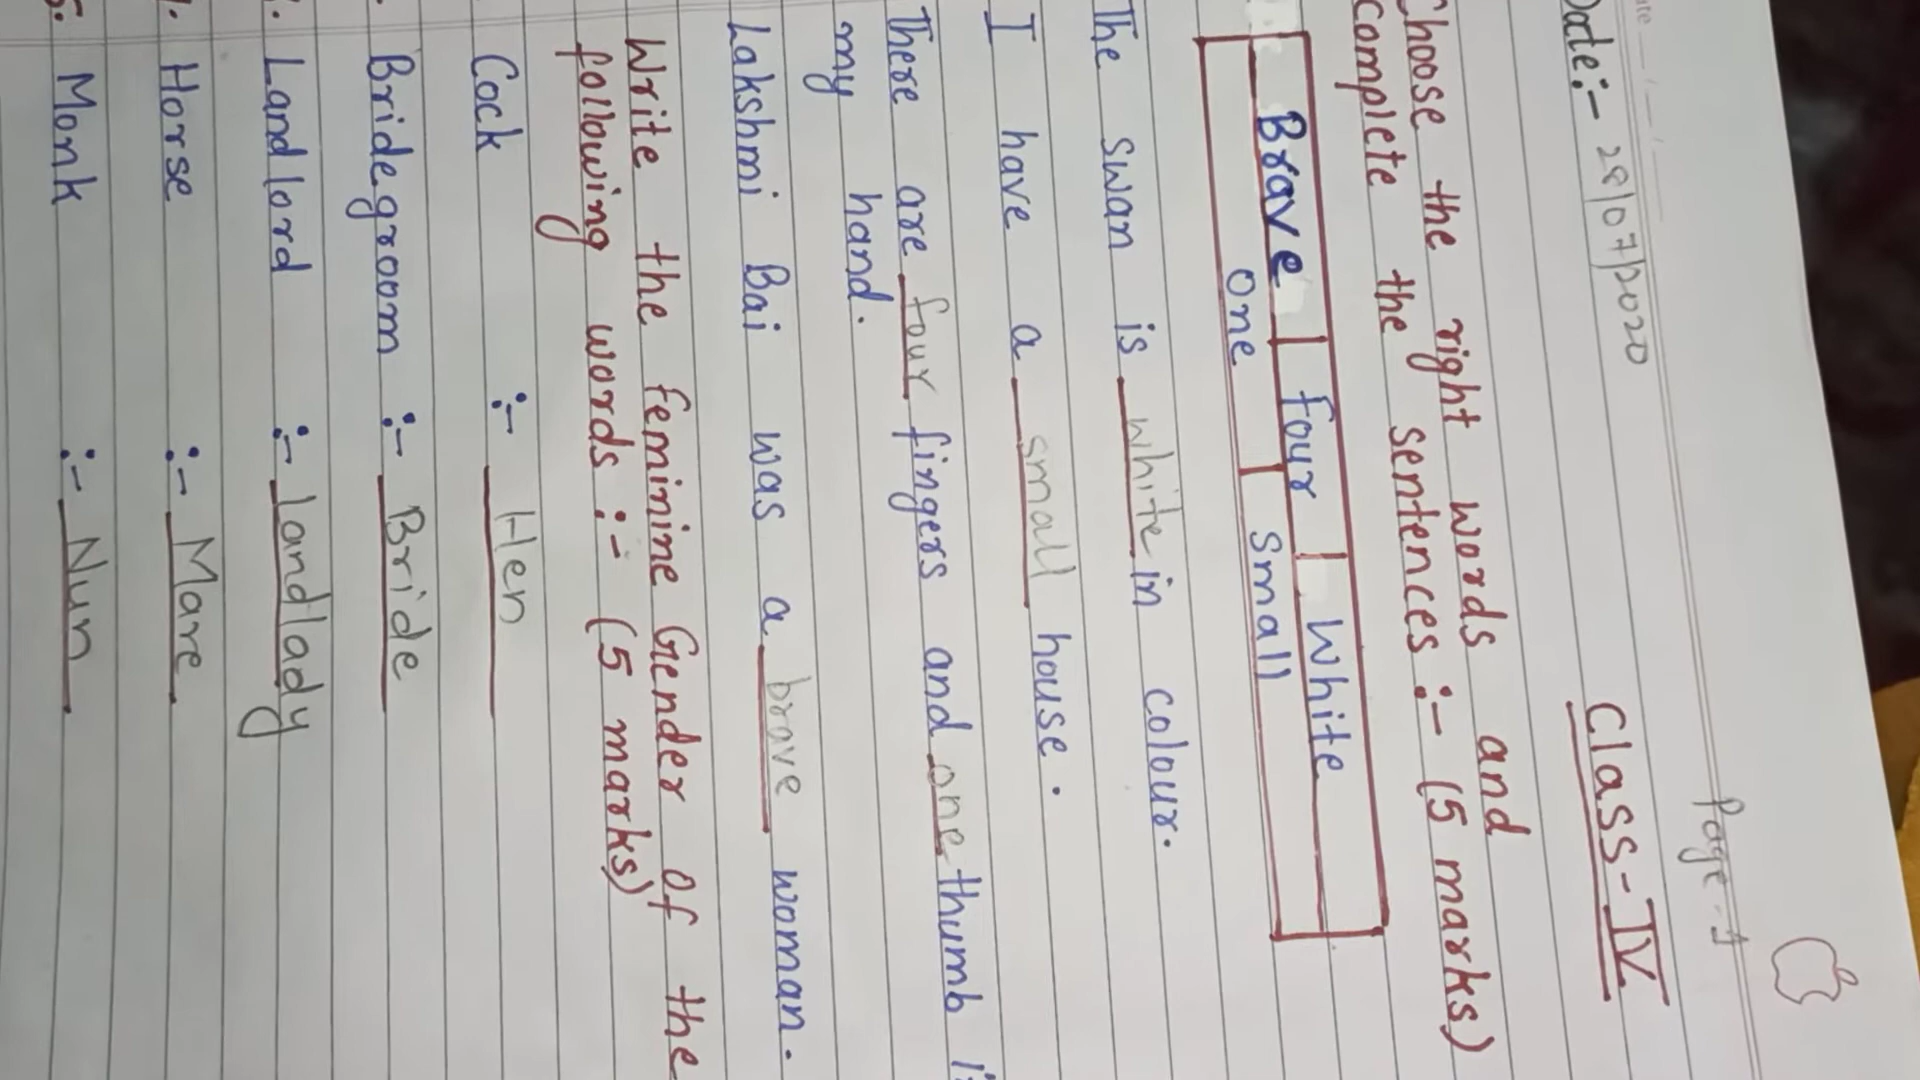 Page-1
Date:- 28/07/2020 Class-IV
Choose the right words and
complete the sentences :- (5 marks)
Brave | four | White
One | Small
The swan is white in colour.
I have a small house.
There are four fingers and one thumb i
my hand.
Lakshmi Bai was a brave woman.
Write the feminine Gender of the
following words :- (5 marks)
Cock :- Hen
Bridegroom :- Bride
Landlord :- landlady
Horse :- Mare
5. Monk :- Nun